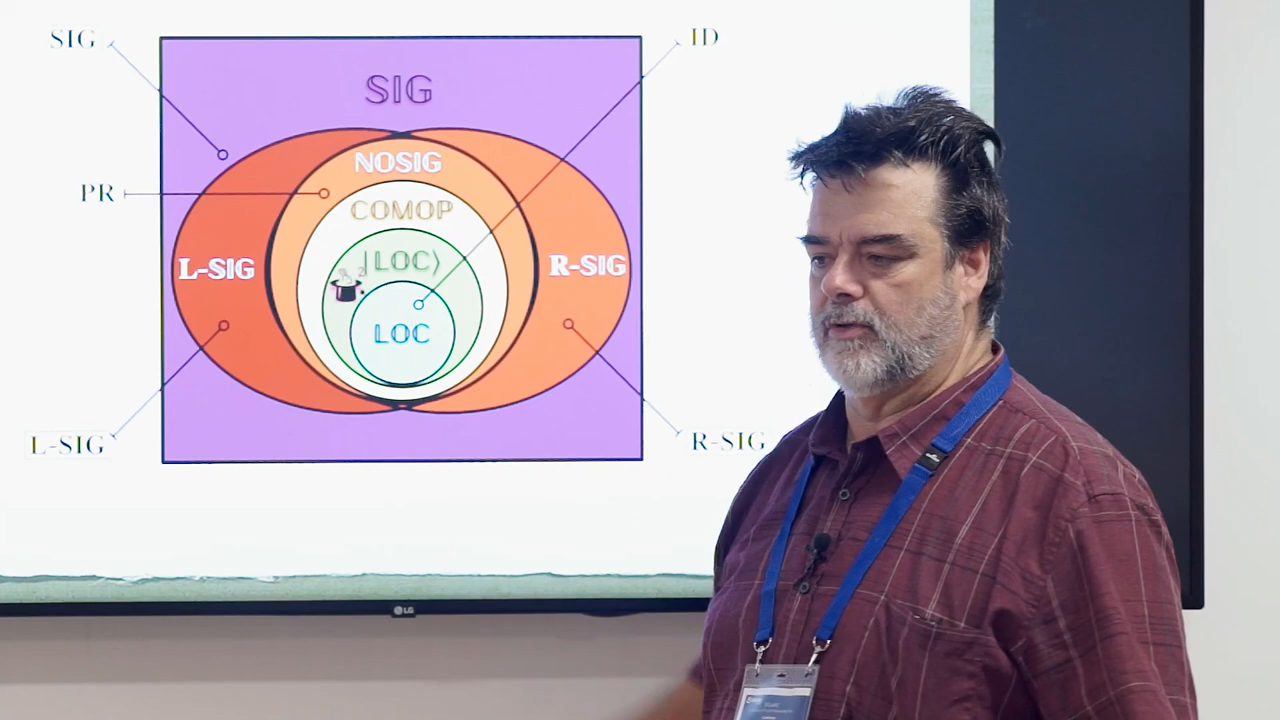 SIG
ID
SIG
NOSIG
PR
COMOP
|LOC⟩
L-SIG
R-SIG
LOC
L-SIG
R-SIG
LG